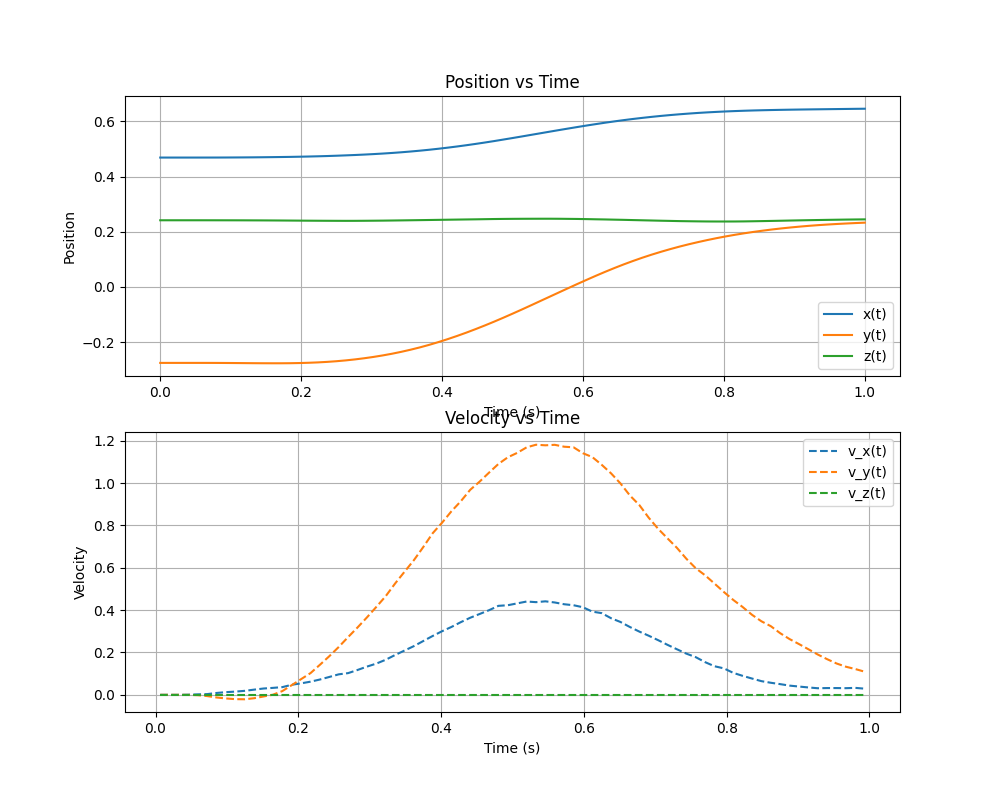 Position vs Time
Position
0.6
0.4
0.2
0.0
−0.2
x(t)
y(t)
z(t)
0.0 0.2 0.4 0.6 0.8 1.0
Time (s)
Velocity vs Time
Velocity
1.2
1.0
0.8
0.6
0.4
0.2
0.0
v_x(t)
v_y(t)
v_z(t)
0.0 0.2 0.4 0.6 0.8 1.0
Time (s)